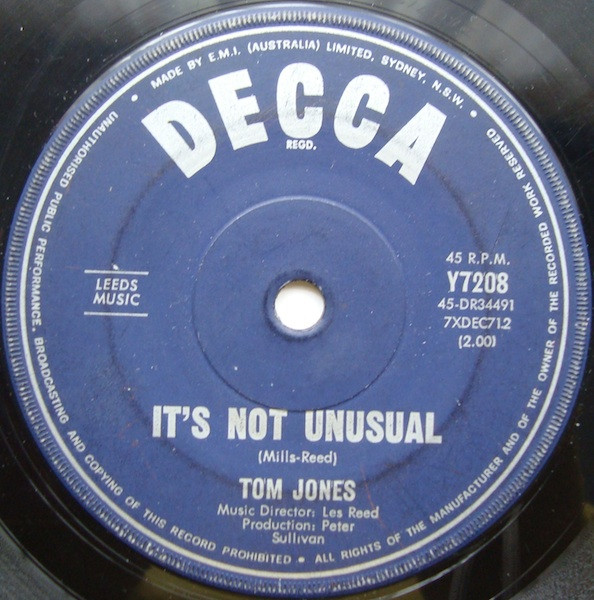 MADE BY E.M.I. (AUSTRALIA) LIMITED, SYDNEY, N.S.W. •
UNAUTHORISED PUBLIC PERFORMANCE, BROADCASTING AND COPYING OF THIS RECORD PROHIBITED • ALL RIGHTS OF THE MANUFACTURER AND OF THE OWNER OF THE RECORDED WORK RESERVED •
DECCA
REGD.
LEEDS
MUSIC
45 R.P.M.
Y7208
45-DR34491
7XDEC712
(2.00)
IT'S NOT UNUSUAL
(Mills-Reed)
TOM JONES
Music Director: Les Reed
Production: Peter
Sullivan